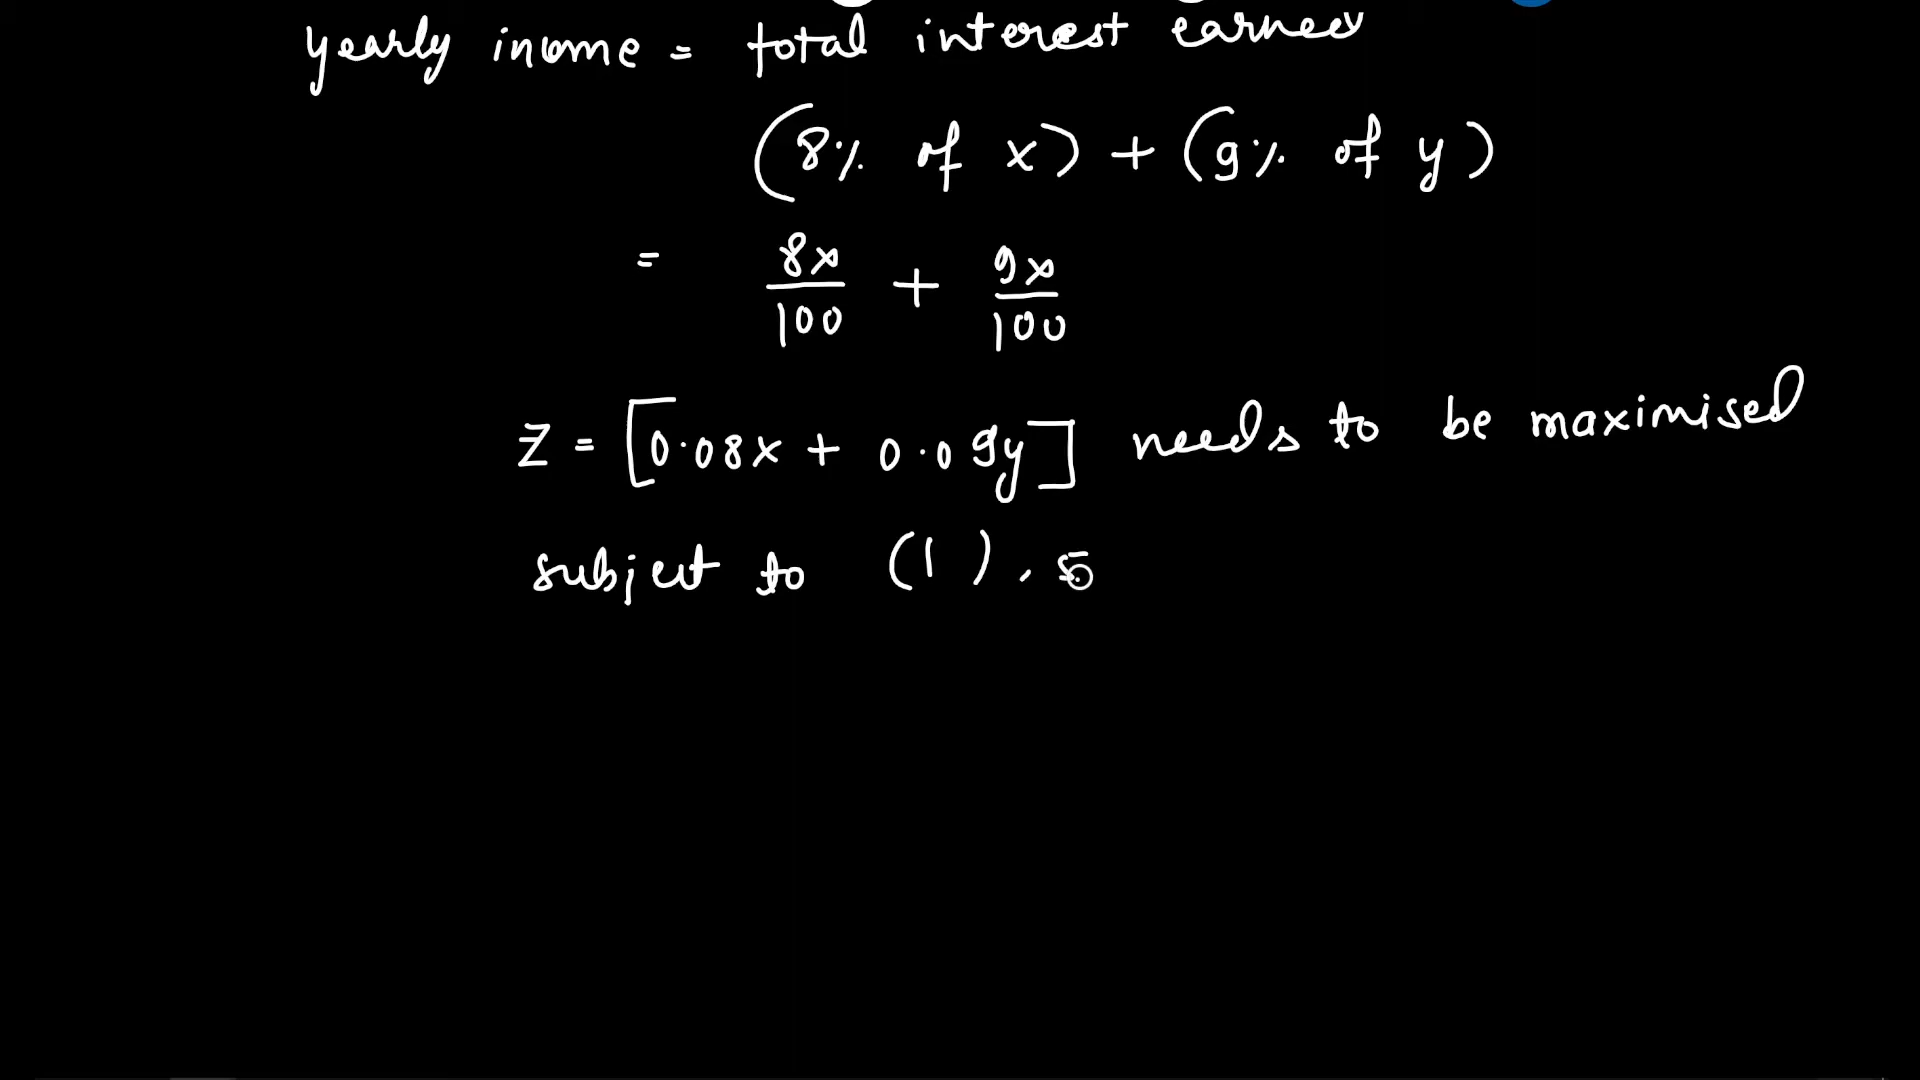 yearly income = total interest earned
(8% of x) + (9% of y)
= 8x/100 + 9x/100
Z = [0.08x + 0.09y] needs to be maximised
subject to (1), 5